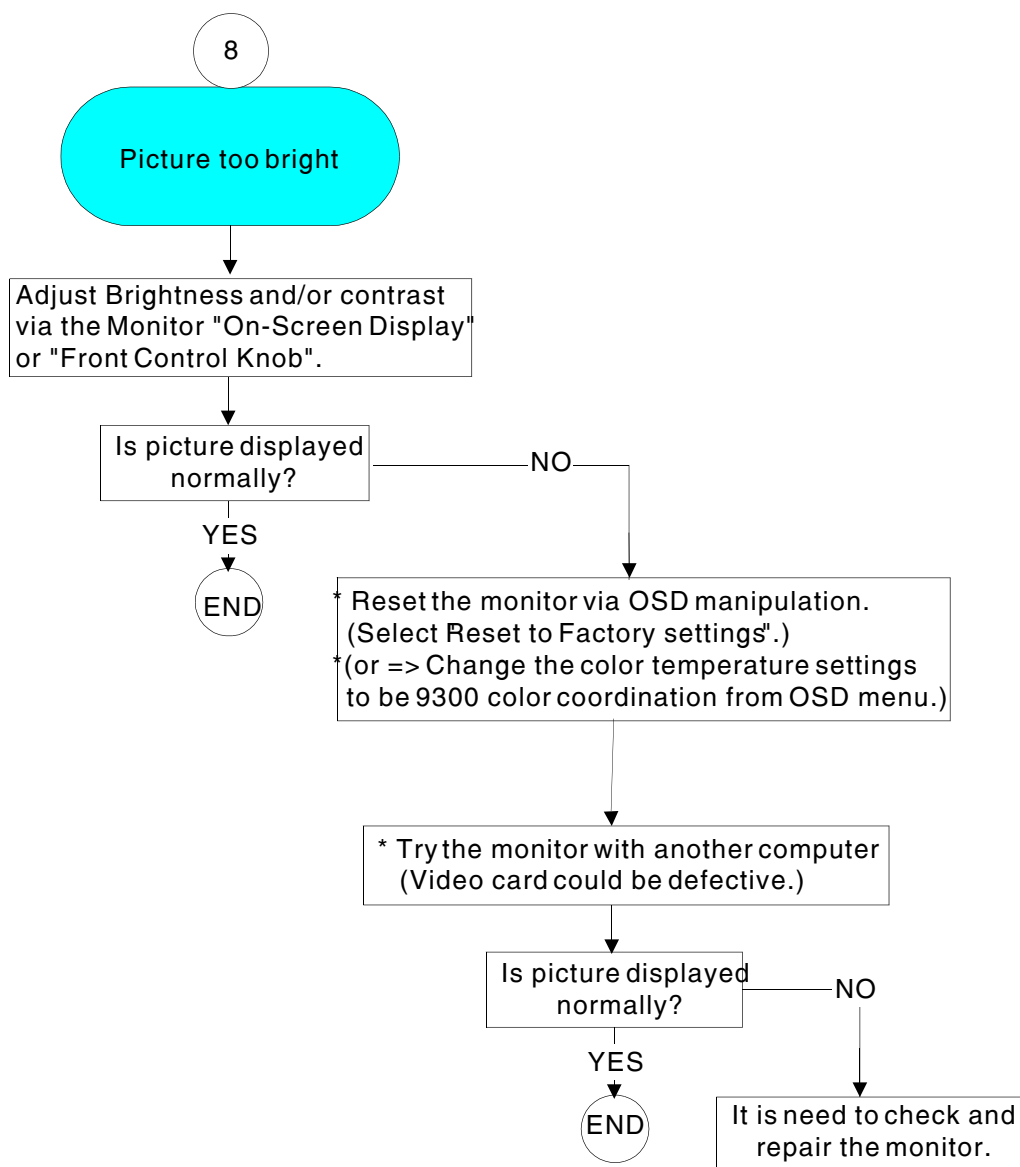 8
Picture too bright
Adjust Brightness and/or contrast
via the Monitor "On-Screen Display"
or "Front Control Knob".
Is picture displayed
normally?
NO
YES
END
* Reset the monitor via OSD manipulation.
(Select "Reset to Factory settings".)
*(or => Change the color temperature settings
to be 9300 color coordination from OSD menu.)
* Try the monitor with another computer
(Video card could be defective.)
Is picture displayed
normally?
NO
YES
END
It is need to check and
repair the monitor.